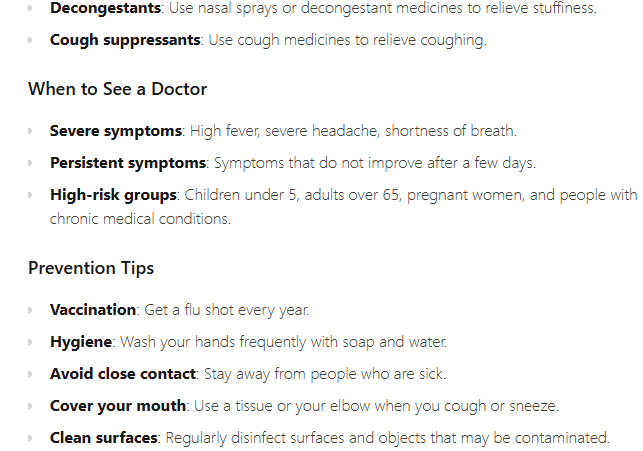 Decongestants: Use nasal sprays or decongestant medicines to relieve stuffiness.
Cough suppressants: Use cough medicines to relieve coughing.
When to See a Doctor
Severe symptoms: High fever, severe headache, shortness of breath.
Persistent symptoms: Symptoms that do not improve after a few days.
High-risk groups: Children under 5, adults over 65, pregnant women, and people with
chronic medical conditions.
Prevention Tips
Vaccination: Get a flu shot every year.
Hygiene: Wash your hands frequently with soap and water.
Avoid close contact: Stay away from people who are sick.
Cover your mouth: Use a tissue or your elbow when you cough or sneeze.
Clean surfaces: Regularly disinfect surfaces and objects that may be contaminated.